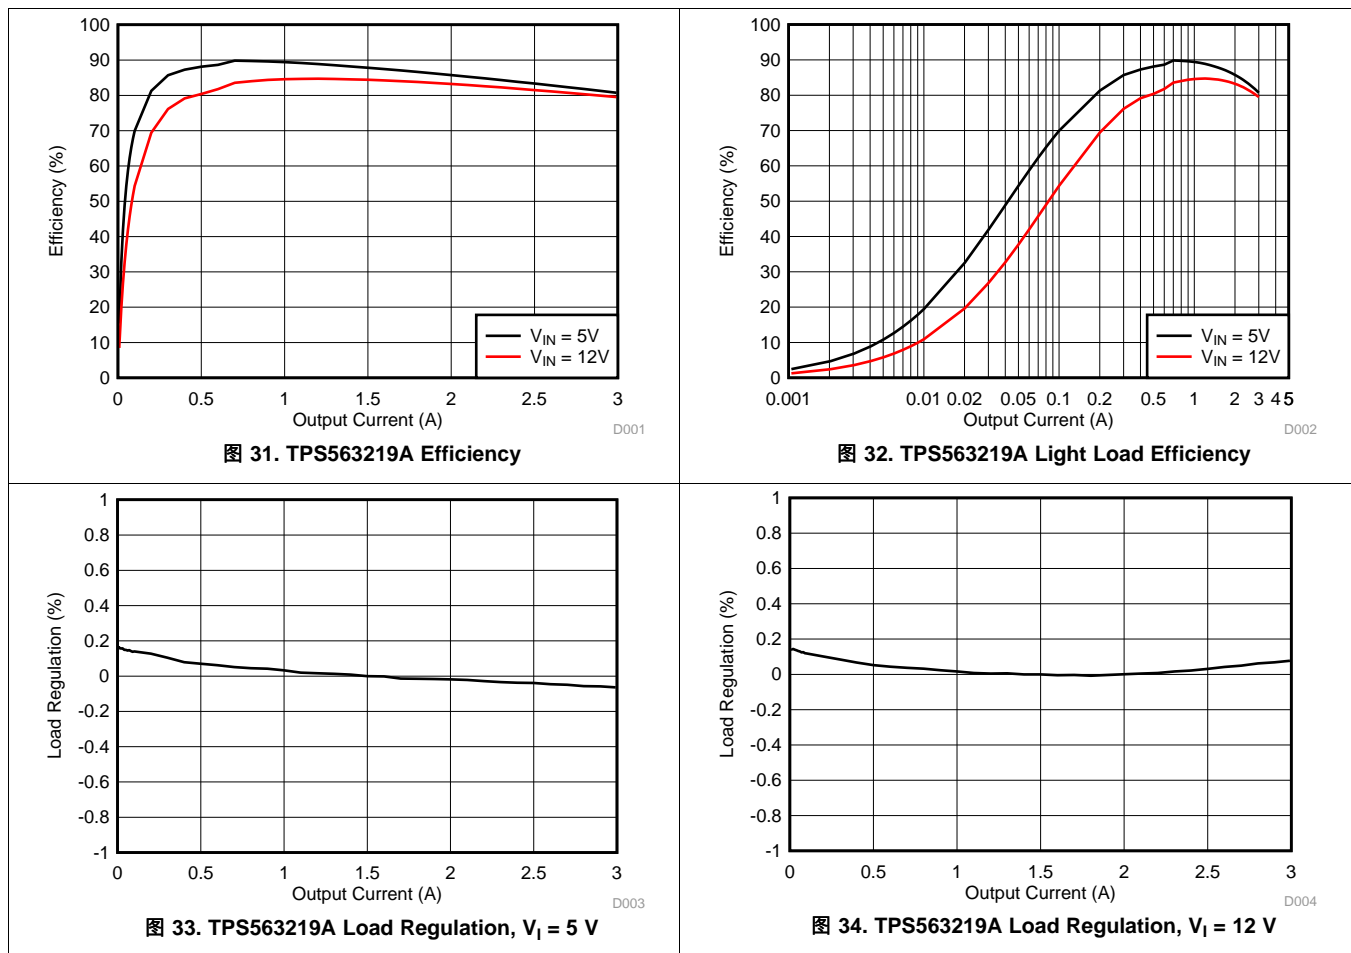 100
90
80
70
60
50
40
30
20
10
0
Efficiency (%)
V_IN = 5V
V_IN = 12V
0 0.5 1 1.5 2 2.5 3
Output Current (A)
D001
图 31. TPS563219A Efficiency
100
90
80
70
60
50
40
30
20
10
0
Efficiency (%)
V_IN = 5V
V_IN = 12V
0.001 0.01 0.02 0.05 0.1 0.2 0.5 1 2 3 4 5
Output Current (A)
D002
图 32. TPS563219A Light Load Efficiency
1
0.8
0.6
0.4
0.2
0
-0.2
-0.4
-0.6
-0.8
-1
Load Regulation (%)
0 0.5 1 1.5 2 2.5 3
Output Current (A)
D003
图 33. TPS563219A Load Regulation, V_I = 5 V
1
0.8
0.6
0.4
0.2
0
-0.2
-0.4
-0.6
-0.8
-1
Load Regulation (%)
0 0.5 1 1.5 2 2.5 3
Output Current (A)
D004
图 34. TPS563219A Load Regulation, V_I = 12 V